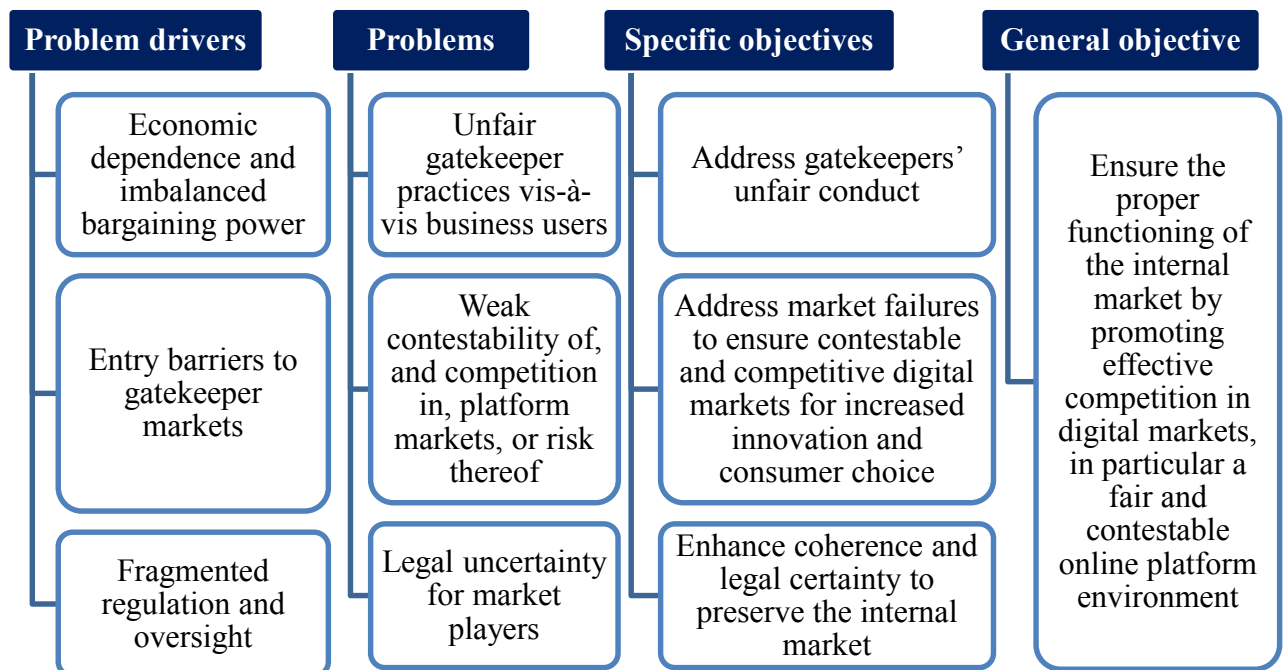 Problem drivers
Economic
dependence and
imbalanced
bargaining power
Entry barriers to
gatekeeper
markets
Fragmented
regulation and
oversight
Problems
Unfair
gatekeeper
practices vis-à-
vis business users
Weak
contestability of,
and competition
in, platform
markets, or risk
thereof
Legal uncertainty
for market
players
Specific objectives
Address gatekeepers’
unfair conduct
Address market failures
to ensure contestable
and competitive digital
markets for increased
innovation and
consumer choice
Enhance coherence and
legal certainty to
preserve the internal
market
General objective
Ensure the
proper
functioning of
the internal
market by
promoting
effective
competition in
digital markets,
in particular a
fair and
contestable
online platform
environment